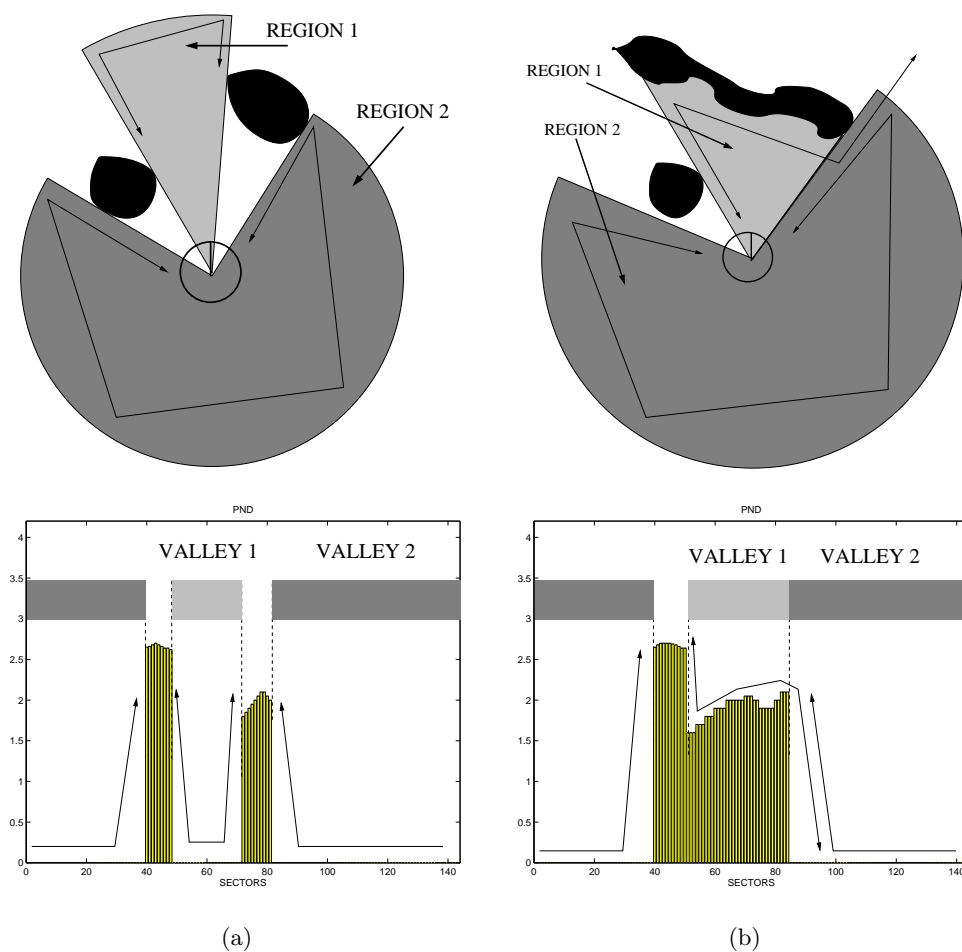 REGION 1
REGION 2
REGION 1
REGION 2
PND
VALLEY 1 VALLEY 2
4
3.5
3
2.5
2
1.5
1
0.5
0
0 20 40 60 80 100 120 140
SECTORS
PND
VALLEY 1 VALLEY 2
4
3.5
3
2.5
2
1.5
1
0.5
0
0 20 40 60 80 100 120 140
SECTORS
(a) (b)